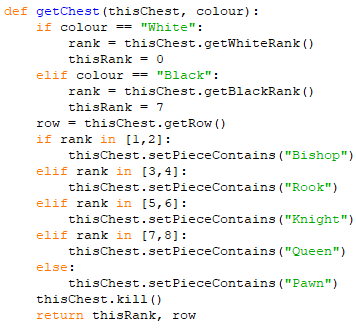 def getChest(thisChest, colour):
    if colour == "White":
        rank = thisChest.getWhiteRank()
        thisRank = 0
    elif colour == "Black":
        rank = thisChest.getBlackRank()
        thisRank = 7
    row = thisChest.getRow()
    if rank in [1,2]:
        thisChest.setPieceContains("Bishop")
    elif rank in [3,4]:
        thisChest.setPieceContains("Rook")
    elif rank in [5,6]:
        thisChest.setPieceContains("Knight")
    elif rank in [7,8]:
        thisChest.setPieceContains("Queen")
    else:
        thisChest.setPieceContains("Pawn")
    thisChest.kill()
    return thisRank, row